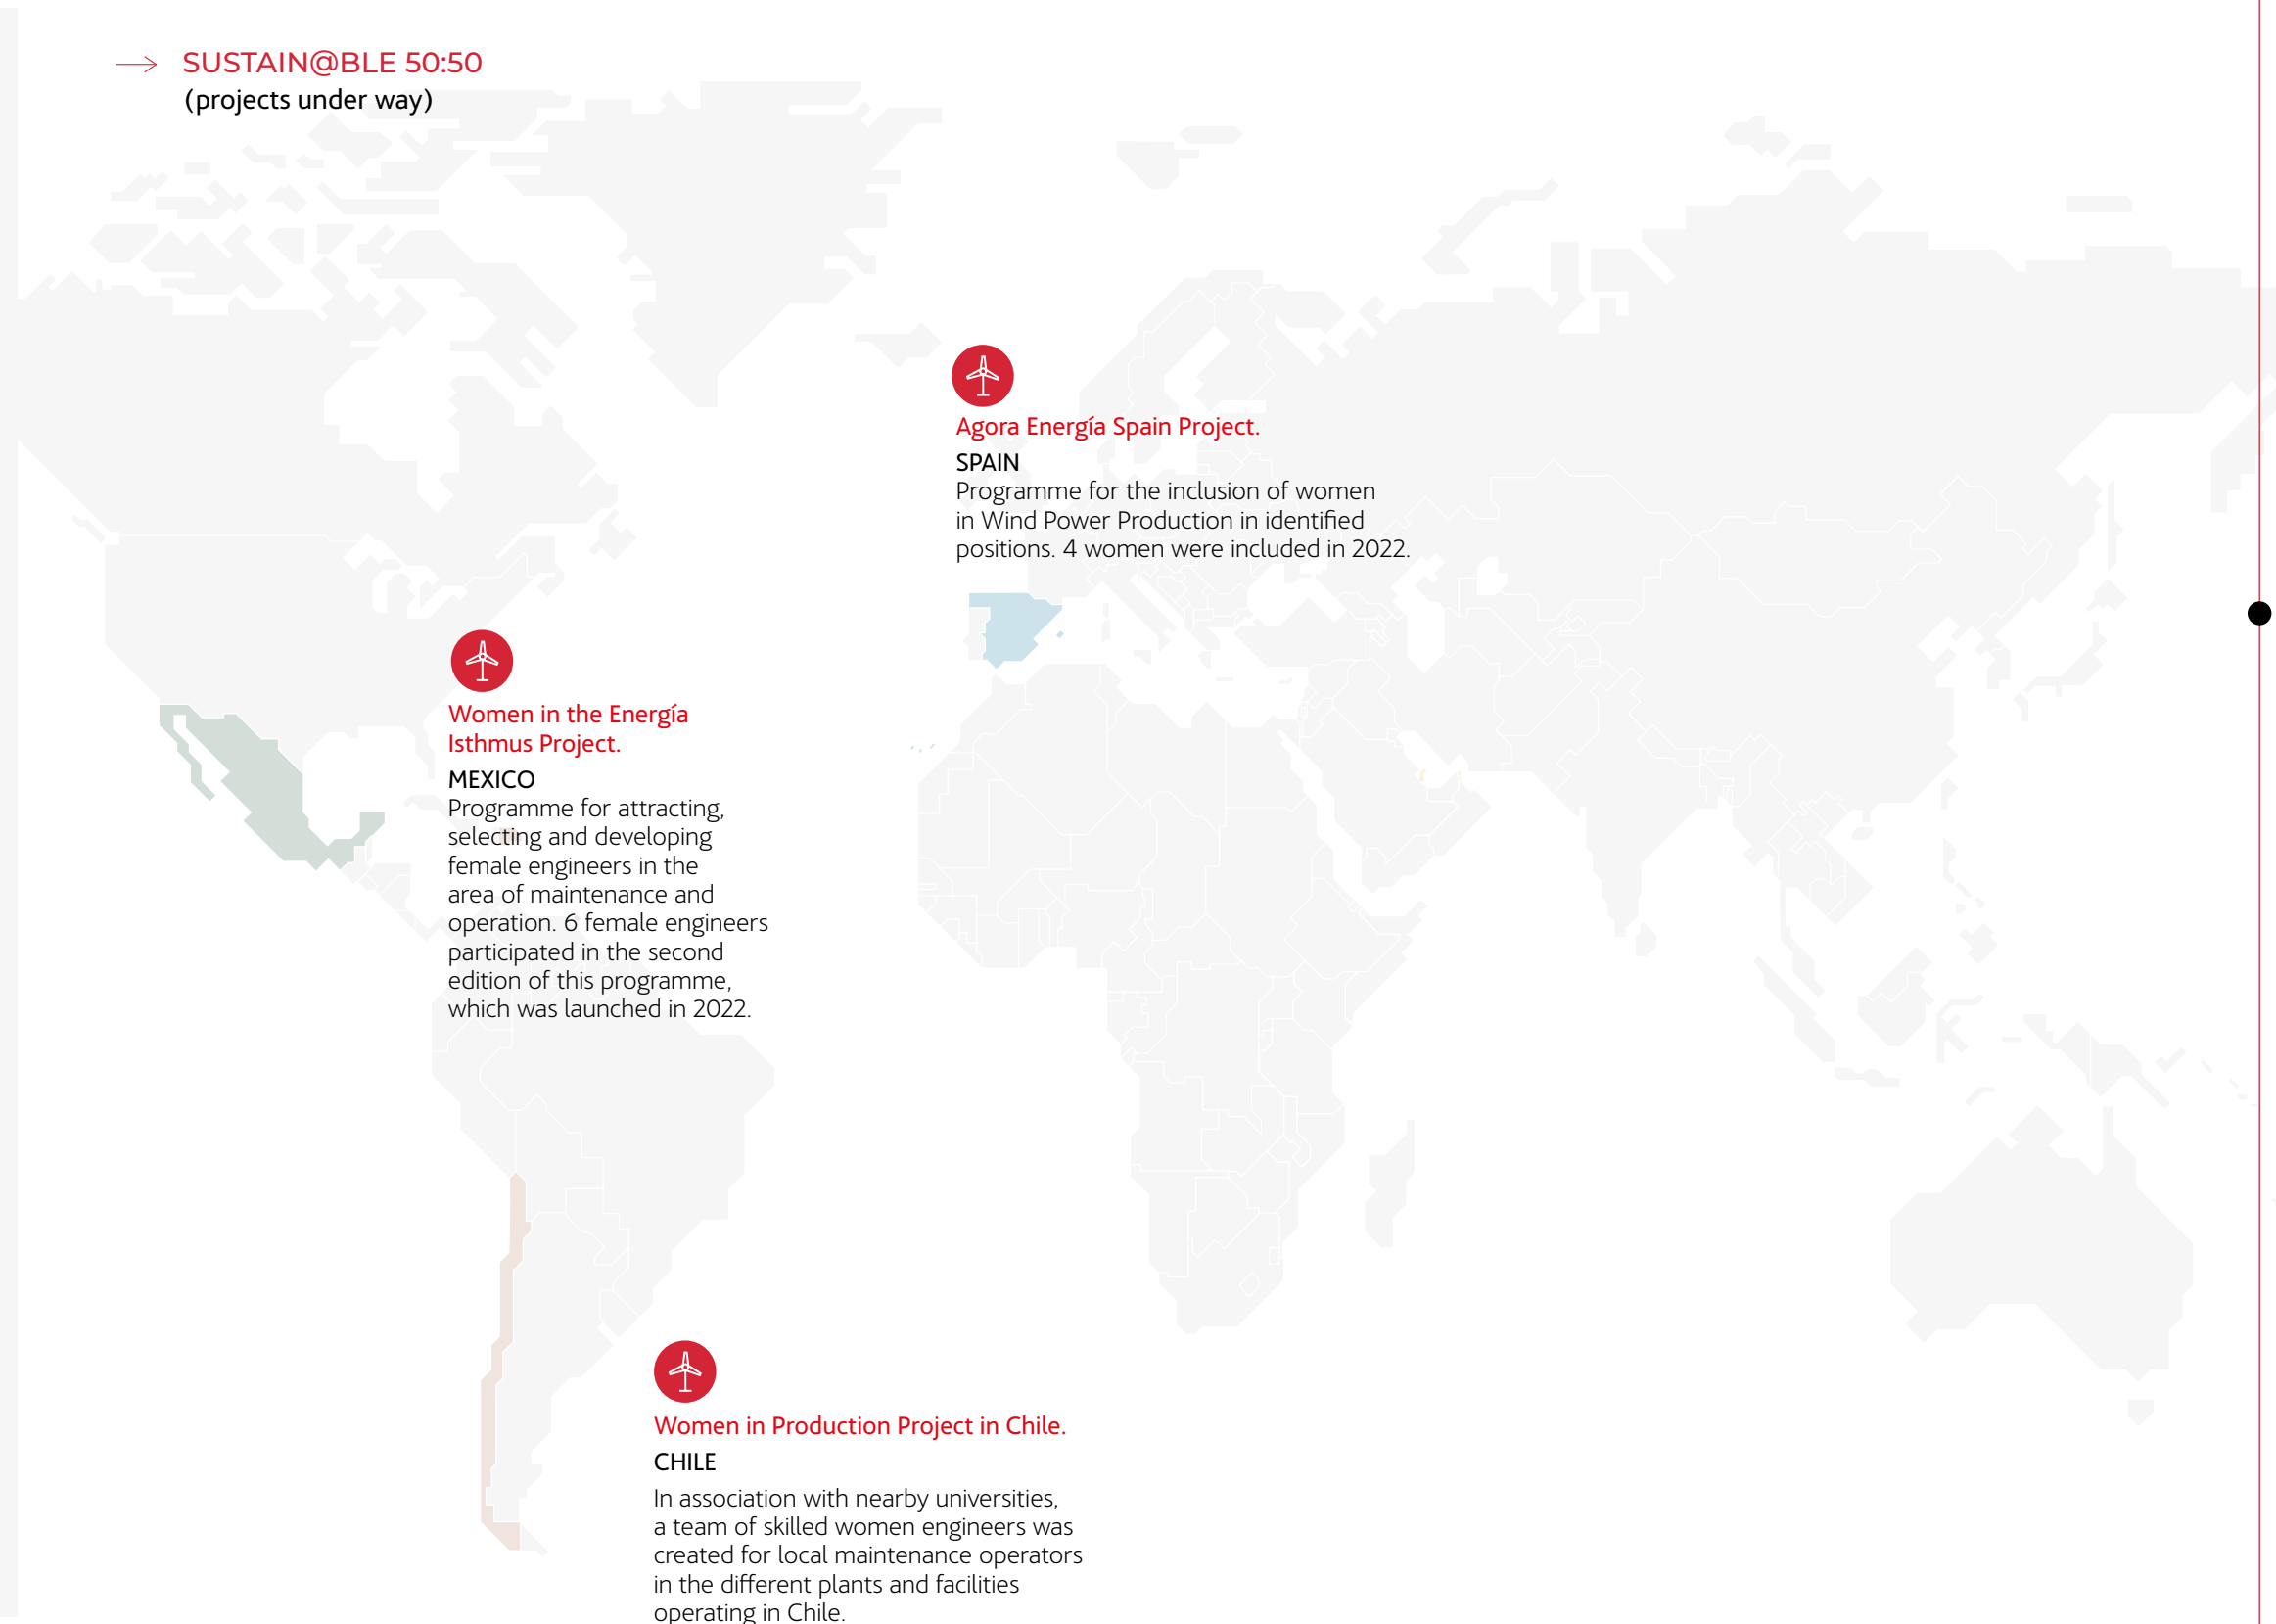 SUSTAIN@BLE 50:50
(projects under way)
Agora Energía Spain Project.
SPAIN
Programme for the inclusion of women
in Wind Power Production in identified
positions. 4 women were included in 2022.
Women in the Energía
Isthmus Project.
MEXICO
Programme for attracting,
selecting and developing
female engineers in the
area of maintenance and
operation. 6 female engineers
participated in the second
edition of this programme,
which was launched in 2022.
Women in Production Project in Chile.
CHILE
In association with nearby universities,
a team of skilled women engineers was
created for local maintenance operators
in the different plants and facilities
operating in Chile.